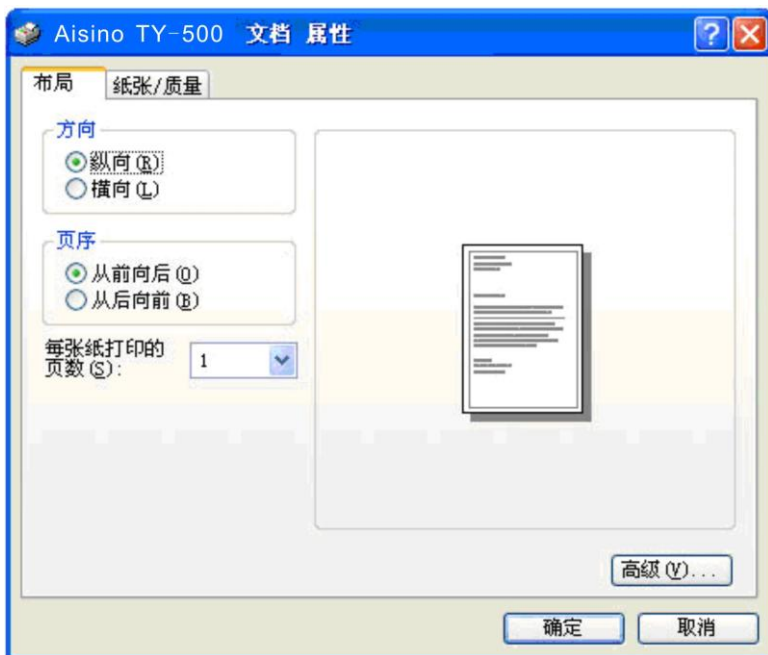 Aisino TY-500 文档 属性
布局
纸张/质量
方向
纵向(R)
横向(L)
页序
从前向后(O)
从后向前(B)
每张纸打印的
页数(S):
1
高级(V)...
确定
取消